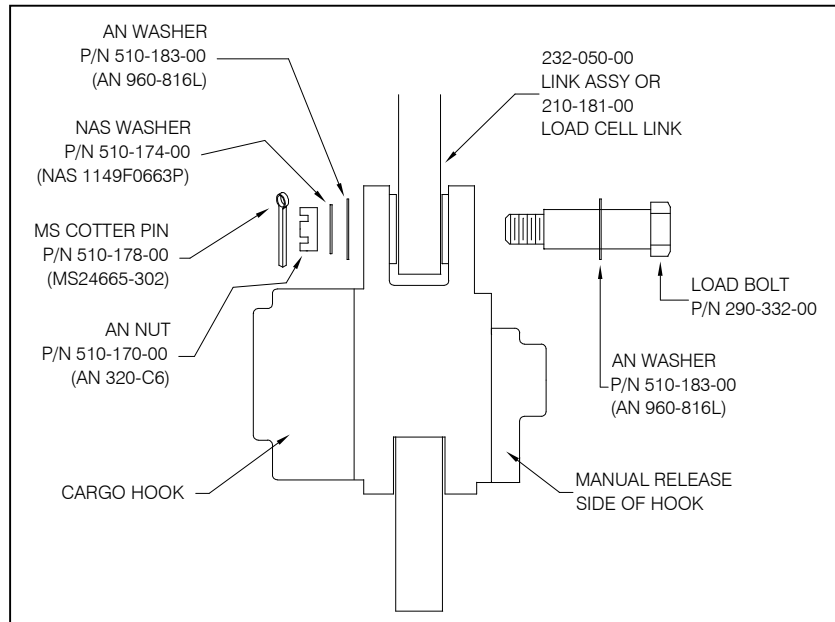 AN WASHER
P/N 510-183-00
(AN 960-816L)
NAS WASHER
P/N 510-174-00
(NAS 1149F0663P)
MS COTTER PIN
P/N 510-178-00
(MS24665-302)
AN NUT
P/N 510-170-00
(AN 320-C6)
CARGO HOOK
232-050-00
LINK ASSY OR
210-181-00
LOAD CELL LINK
LOAD BOLT
P/N 290-332-00
AN WASHER
P/N 510-183-00
(AN 960-816L)
MANUAL RELEASE
SIDE OF HOOK